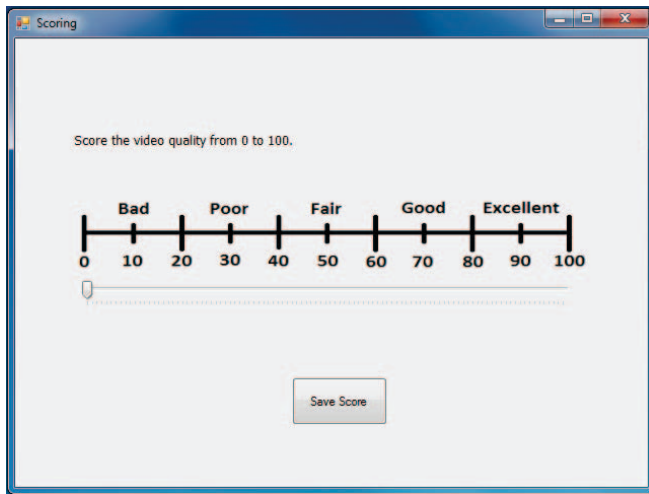 Scoring
Score the video quality from 0 to 100.
Bad Poor Fair Good Excellent
0 10 20 30 40 50 60 70 80 90 100
Save Score